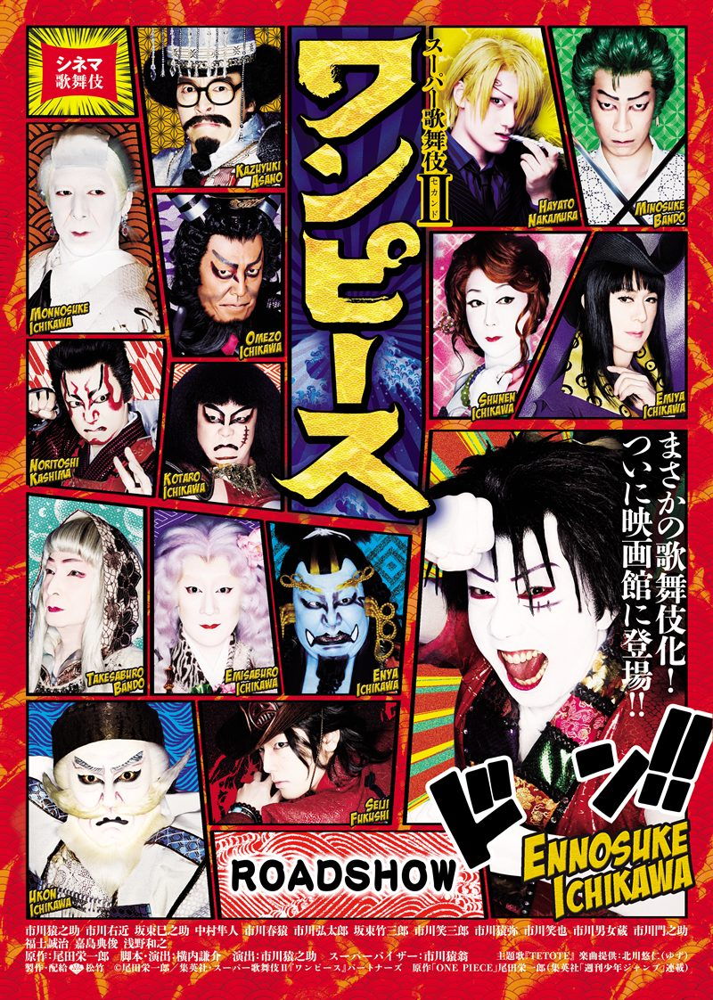 シネマ
歌舞伎
スーパー歌舞伎Ⅱ
セカンド
ワンピース
KAZUYUKI
ASANO
HAYATO
NAKAMURA
MINOSUKE
BANDO
MONNOSUKE
ICHIKAWA
OMEZO
ICHIKAWA
SHUNEN
ICHIKAWA
EMIYA
ICHIKAWA
NORITOSHI
KASHIMA
KOTARO
ICHIKAWA
まさかの歌舞伎化!
ついに映画館に登場!!
TAKESABURO
BANDO
EMISABURO
ICHIKAWA
ENYA
ICHIKAWA
UKON
ICHIKAWA
SEIJI
FUKUSHI
ドン!!
ENNOSUKE
ICHIKAWA
ROADSHOW
市川猿之助 市川右近 坂東巳之助 中村隼人 市川春猿 市川弘太郎 坂東竹三郎 市川笑三郎 市川猿弥 市川笑也 市川男女蔵 市川門之助
福士誠治 嘉島典俊 浅野和之
原作:尾田栄一郎 脚本・演出:横内謙介 演出:市川猿之助 スーパーバイザー:市川猿翁 主題歌『TETOTE』 楽曲提供:北川悠仁(ゆず)
製作・配給 松竹 ©尾田栄一郎/集英社・スーパー歌舞伎Ⅱ『ワンピース』パートナーズ 原作「ONE PIECE」尾田栄一郎(集英社「週刊少年ジャンプ」連載)